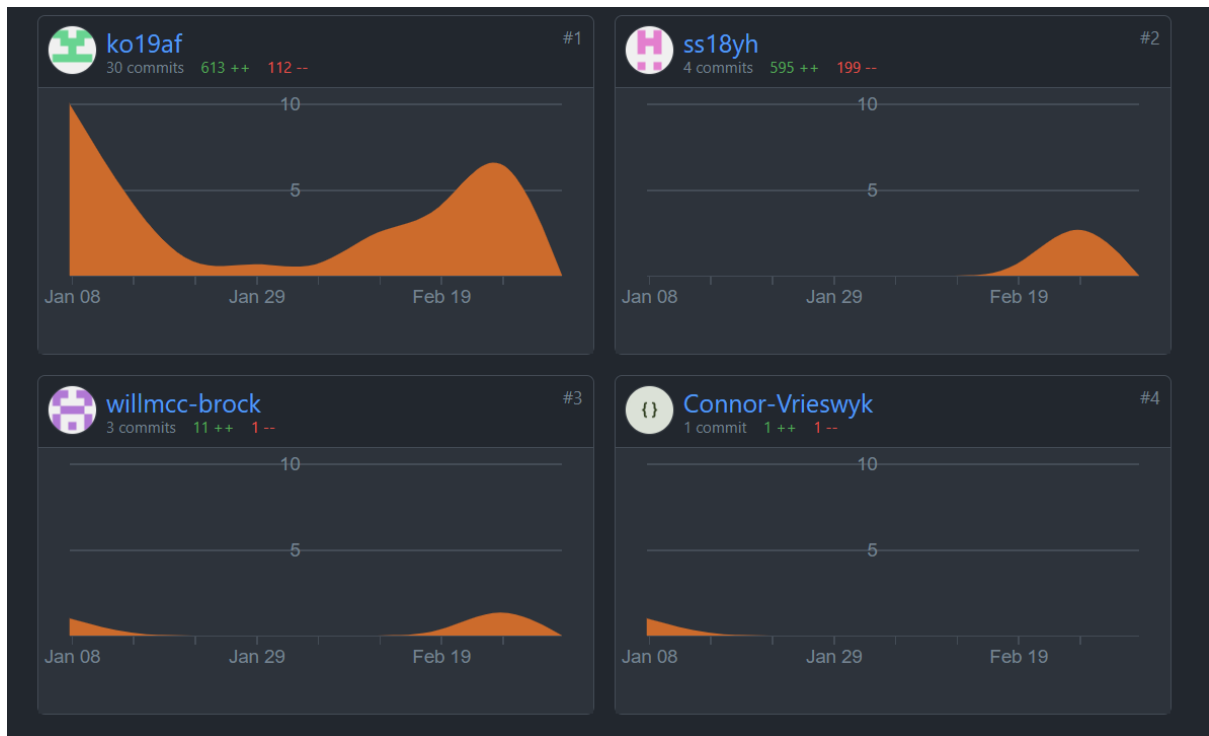 ko19af #1
30 commits 613 ++ 112 --
10
5
Jan 08 Jan 29 Feb 19
ss18yh #2
4 commits 595 ++ 199 --
10
5
Jan 08 Jan 29 Feb 19
willmcc-brock #3
3 commits 11 ++ 1 --
10
5
Jan 08 Jan 29 Feb 19
{} Connor-Vrieswyk #4
1 commit 1 ++ 1 --
10
5
Jan 08 Jan 29 Feb 19